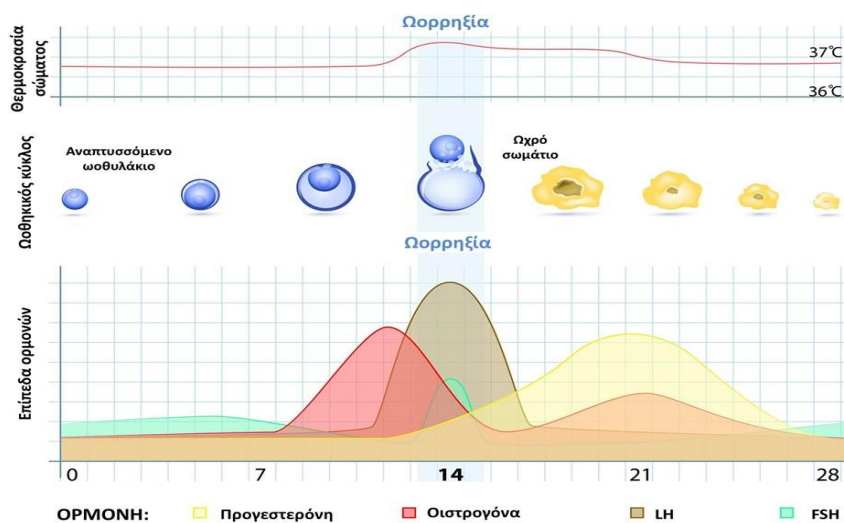 Ωορρηξία
Θερμοκρασία
σώματος
37℃
36℃
Ωοθηκικός κύκλος
Αναπτυσσόμενο
ωοθυλάκιο
Ωχρό
σωμάτιο
Ωορρηξία
Επίπεδα ορμονών
0 7 14 21 28
ΟΡΜΟΝΗ: Προγεστερόνη Οιστρογόνα LH FSH